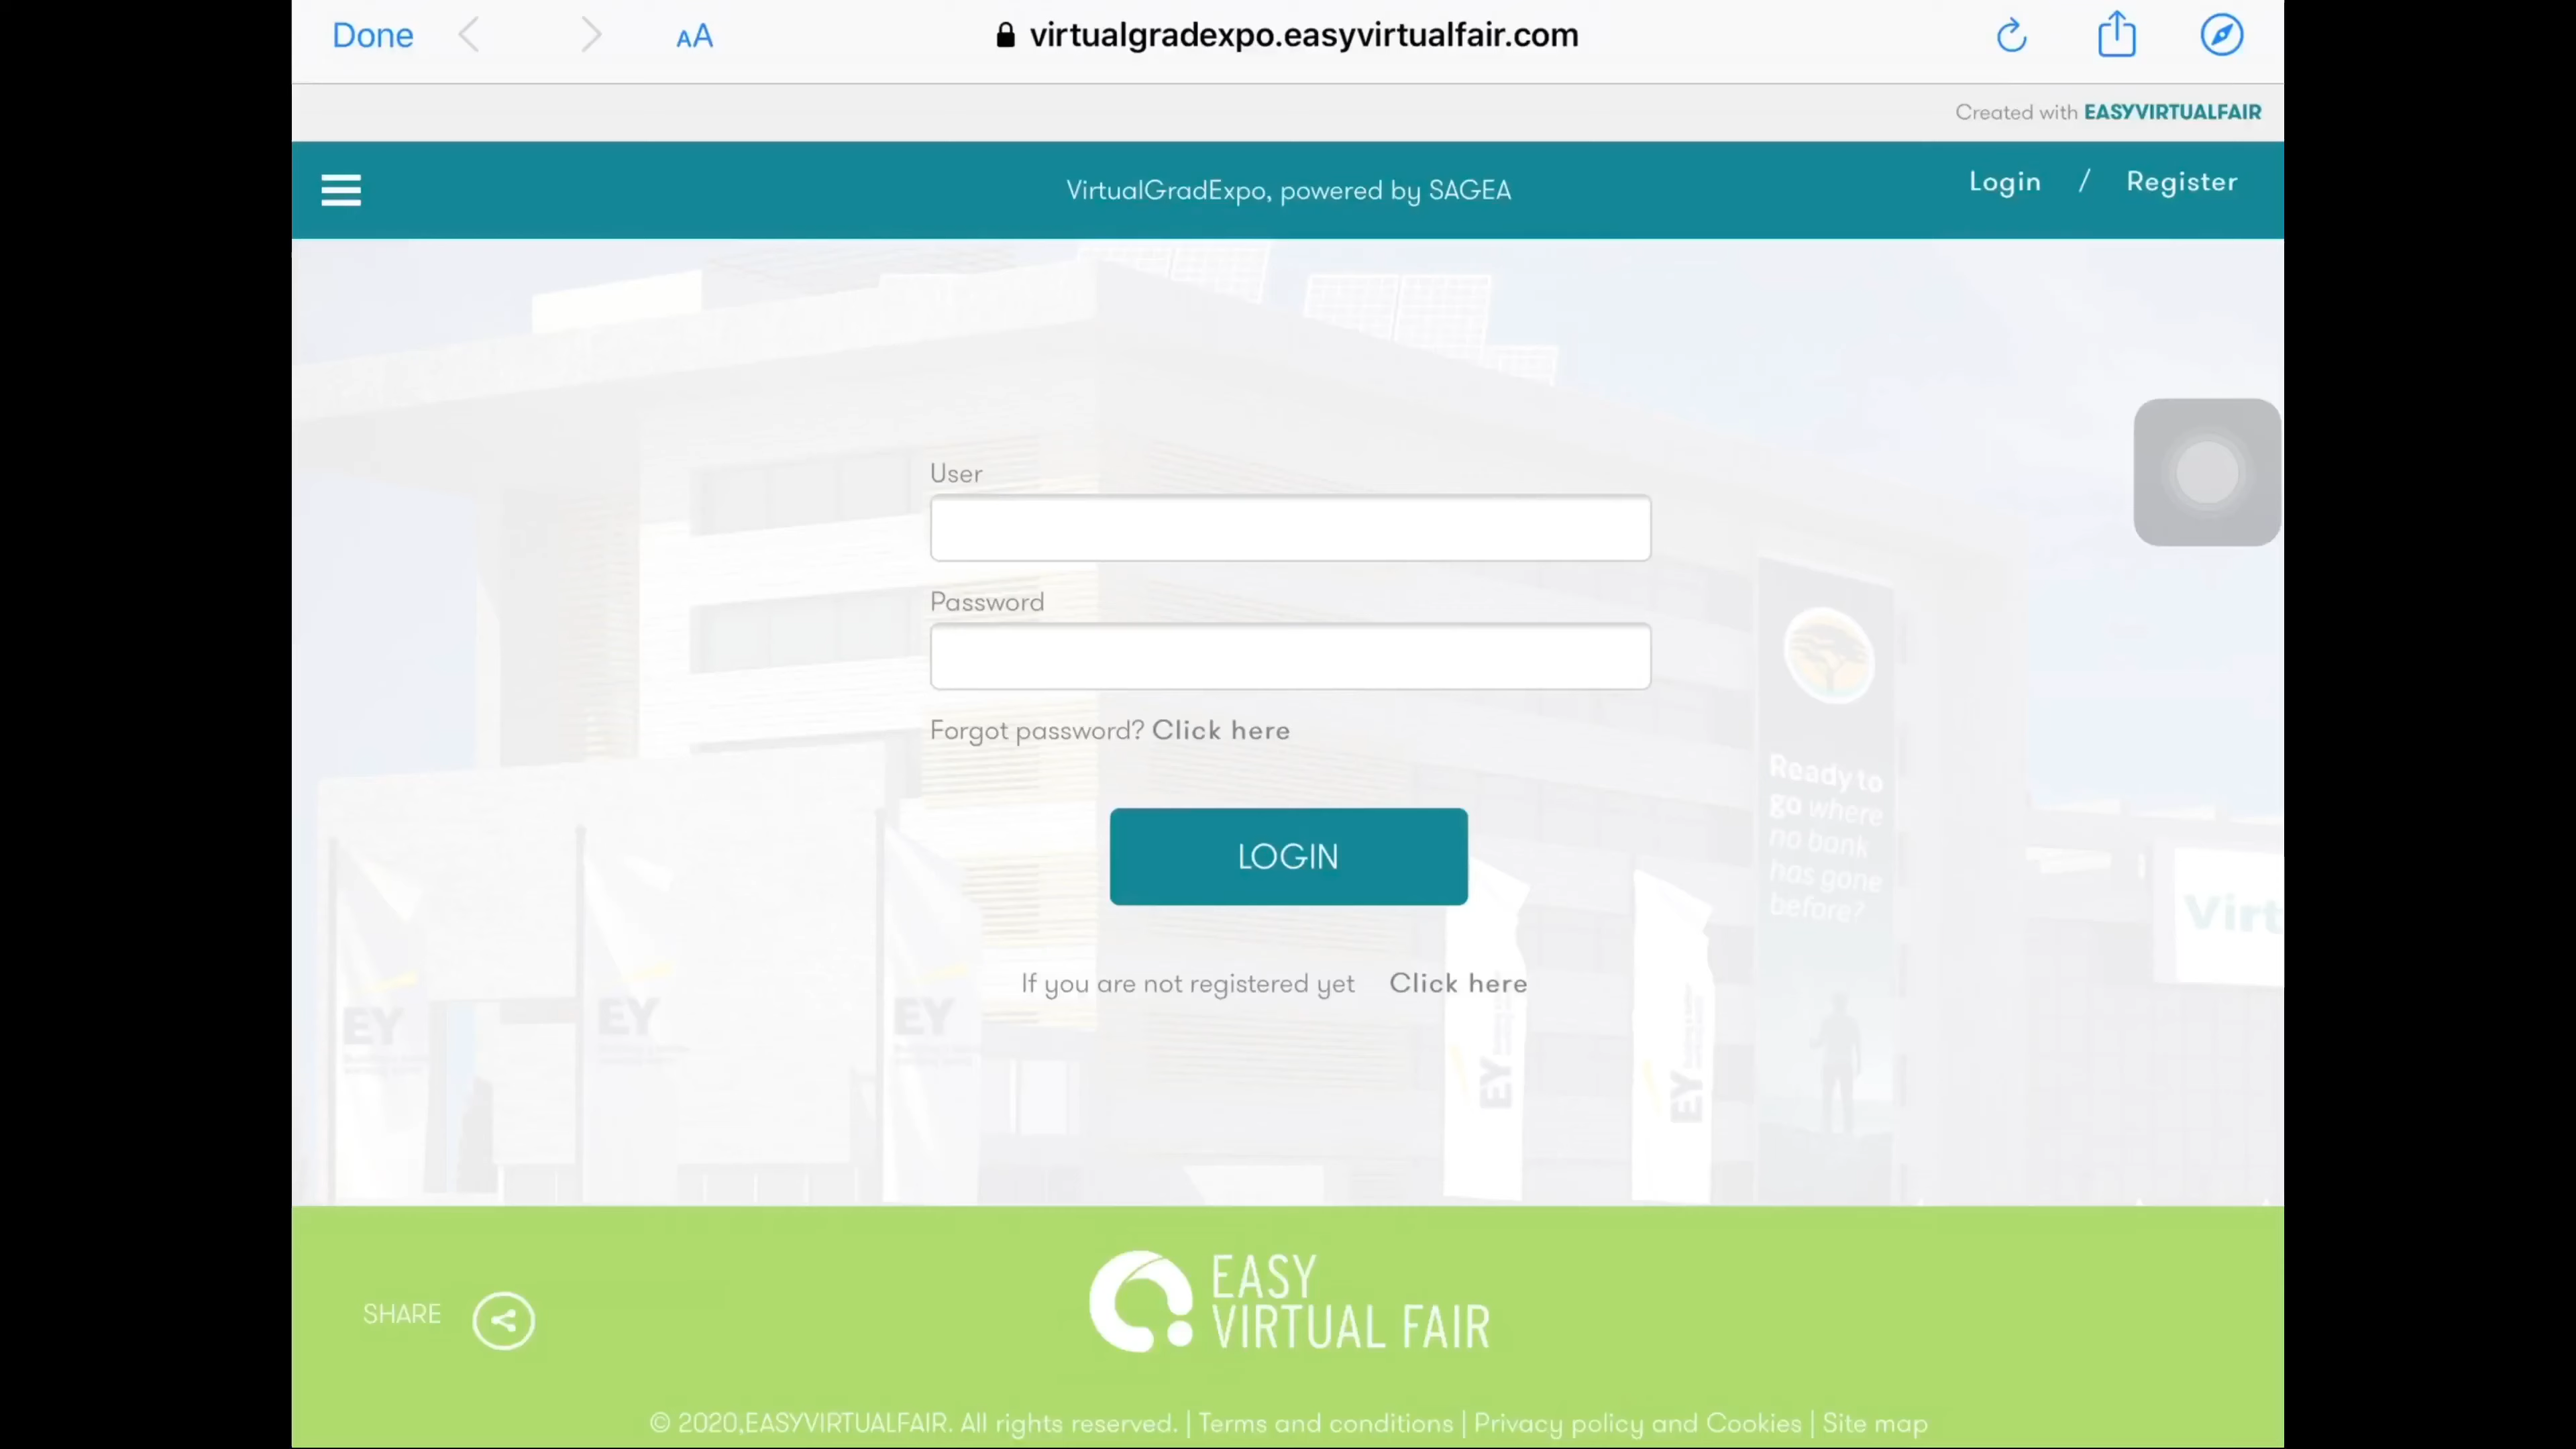 Done
AA
virtualgradexpo.easyvirtualfair.com
Created with EASYVIRTUALFAIR
VirtualGradExpo, powered by SAGEA
Login / Register
User
Password
Forgot password? Click here
LOGIN
If you are not registered yet Click here
Ready to
go where
no bank
has gone
before?
Virt
EY
EY
EY
EY
EY
SHARE
EASY
VIRTUAL FAIR
© 2020,EASYVIRTUALFAIR. All rights reserved. | Terms and conditions | Privacy policy and Cookies | Site map